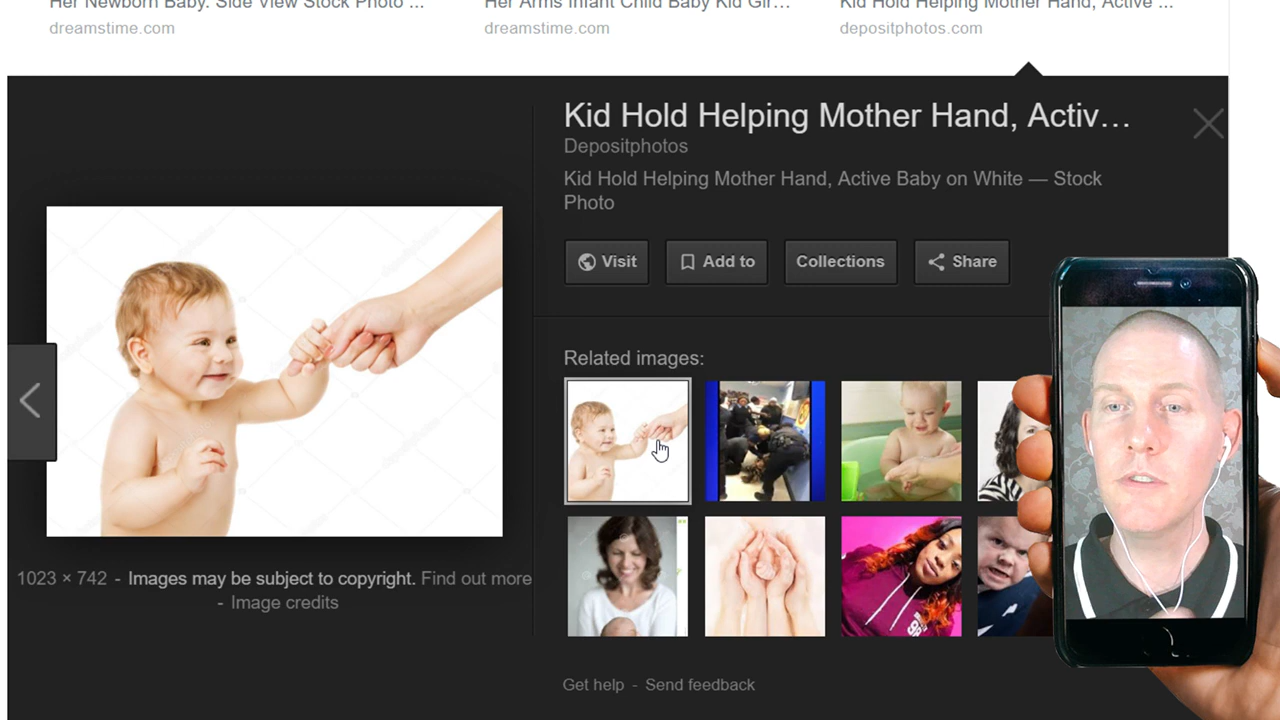 Her Newborn Baby. Side View Stock Photo ...
Her Arms Infant Child Baby Kid Gir...
Kid Hold Helping Mother Hand, Active ...
dreamstime.com
dreamstime.com
depositphotos.com
Kid Hold Helping Mother Hand, Activ...
Depositphotos
Kid Hold Helping Mother Hand, Active Baby on White — Stock
Photo
Visit
Add to
Collections
Share
Related images:
1023 × 742 - Images may be subject to copyright. Find out more
- Image credits
Get help - Send feedback